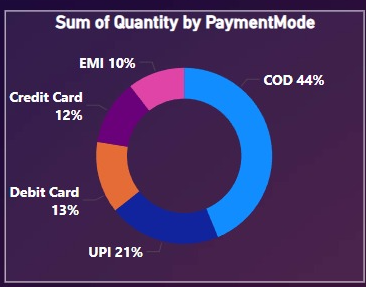 Sum of Quantity by PaymentMode
EMI 10%
COD 44%
Credit Card
12%
Debit Card
13%
UPI 21%